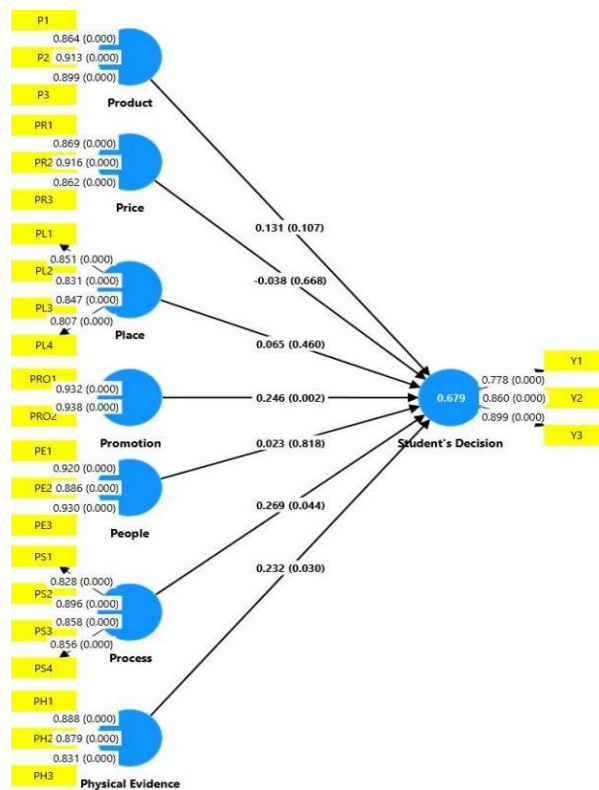 P1
0.864 (0.000)
P2 0.913 (0.000)
0.899 (0.000)
P3
Product
PR1
0.869 (0.000)
PR2 0.916 (0.000)
0.862 (0.000)
PR3
Price
PL1
0.851 (0.000)
PL2
0.831 (0.000)
0.847 (0.000)
PL3
0.807 (0.000)
PL4
Place
PRO1
0.932 (0.000)
0.938 (0.000)
PRO2
Promotion
PE1
0.920 (0.000)
PE2 0.886 (0.000)
0.930 (0.000)
PE3
People
PS1
0.828 (0.000)
PS2
0.896 (0.000)
0.858 (0.000)
PS3
0.856 (0.000)
PS4
Process
PH1
0.888 (0.000)
PH2 0.879 (0.000)
0.831 (0.000)
PH3
Physical Evidence
0.131 (0.107)
-0.038 (0.668)
0.065 (0.460)
0.246 (0.002)
0.023 (0.818)
0.269 (0.044)
0.232 (0.030)
0.679
Student's Decision
Y1
0.778 (0.000)
0.860 (0.000) Y2
0.899 (0.000)
Y3